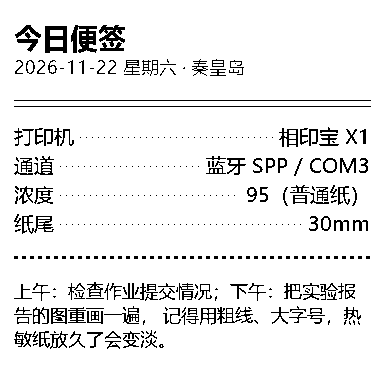 今日便签
2026-11-22 星期六 · 秦皇岛
打印机 相印宝 X1
通道 蓝牙 SPP / COM3
浓度 95（普通纸）
纸尾 30mm
上午：检查作业提交情况；下午：把实验报
告的图重画一遍，记得用粗线、大字号，热
敏纸放久了会变淡。